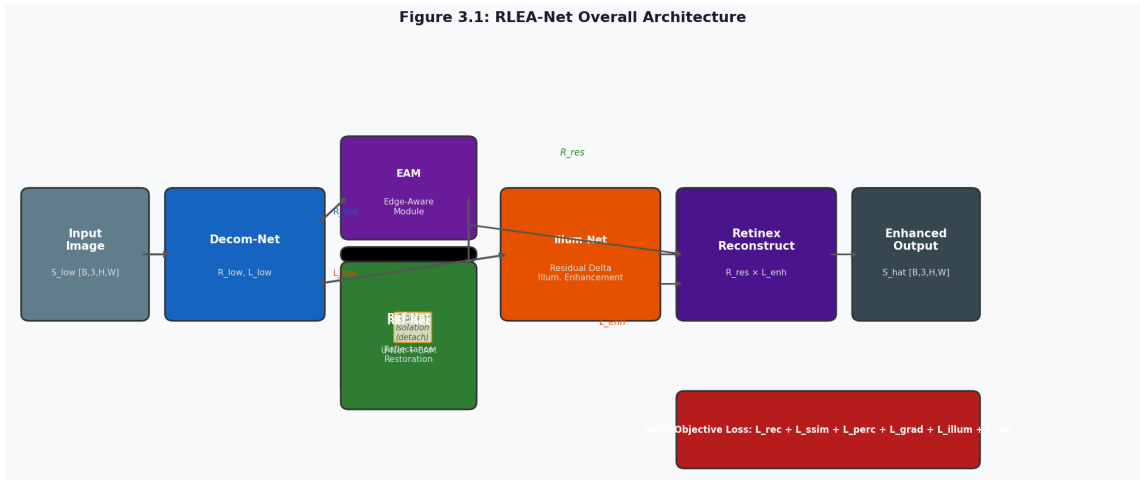 Figure 3.1: RLEA-Net Overall Architecture
R_res
EAM
Edge-Aware
Module
R_low
Input
Image
S_low [B,3,H,W]
Decom-Net
R_low, L_low
L_low
Illum-Net
Residual Delta
Illum. Enhancement
Retinex
Reconstruct
R_res × L_enh
Enhanced
Output
S_hat [B,3,H,W]
Isolation
(detach)
Reflectance
Restoration
L_enh
Objective Loss: L_rec + L_ssim + L_perc + L_grad + L_illum +